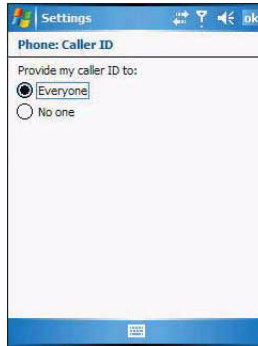 Settings
ok
Phone: Caller ID
Provide my caller ID to:
Everyone
No one